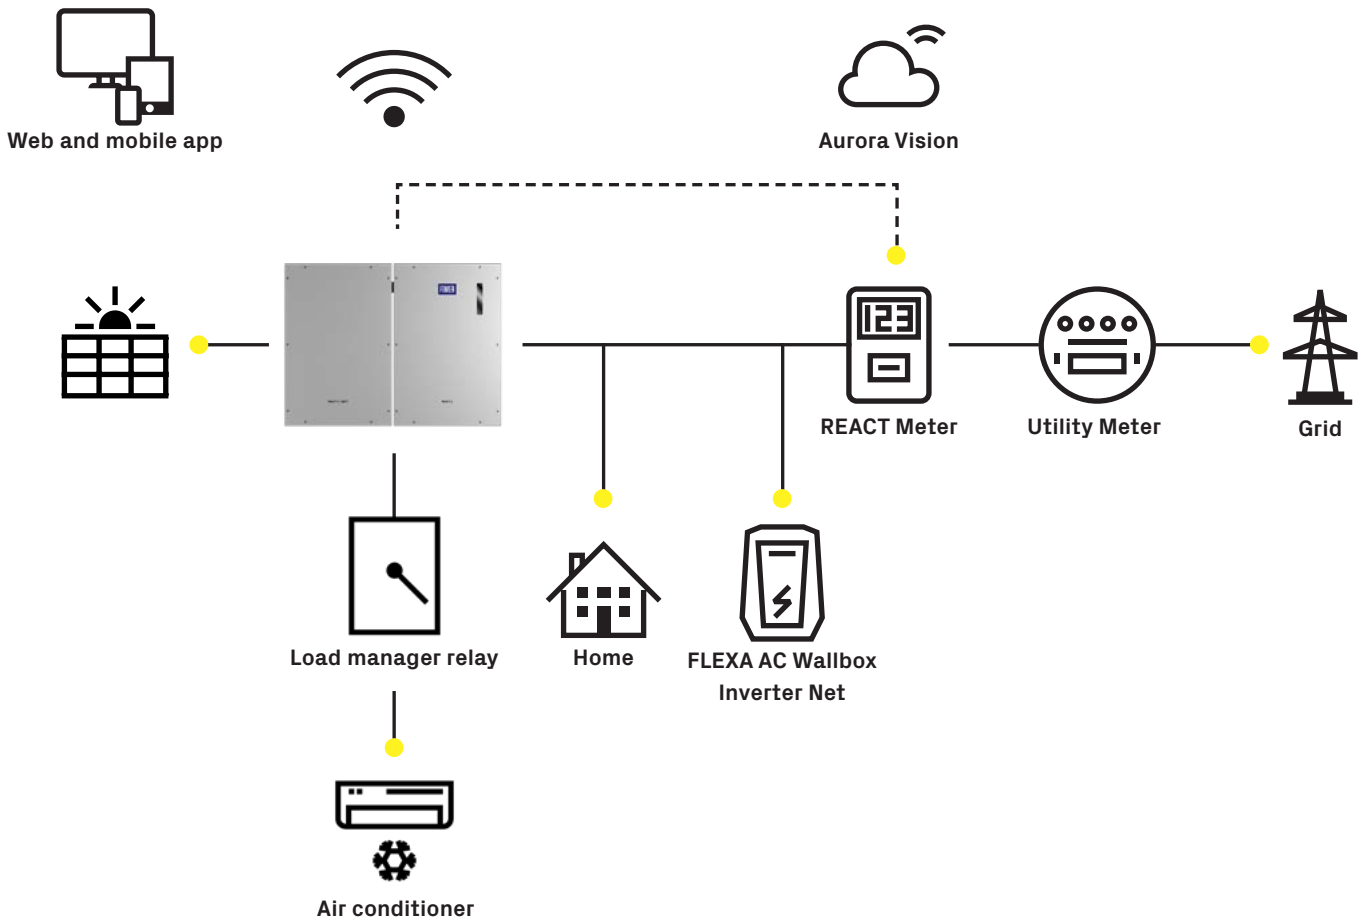 Web and mobile app
Aurora Vision
123
REACT Meter
Utility Meter
Grid
Load manager relay
Home
FLEXA AC Wallbox
Inverter Net
Air conditioner